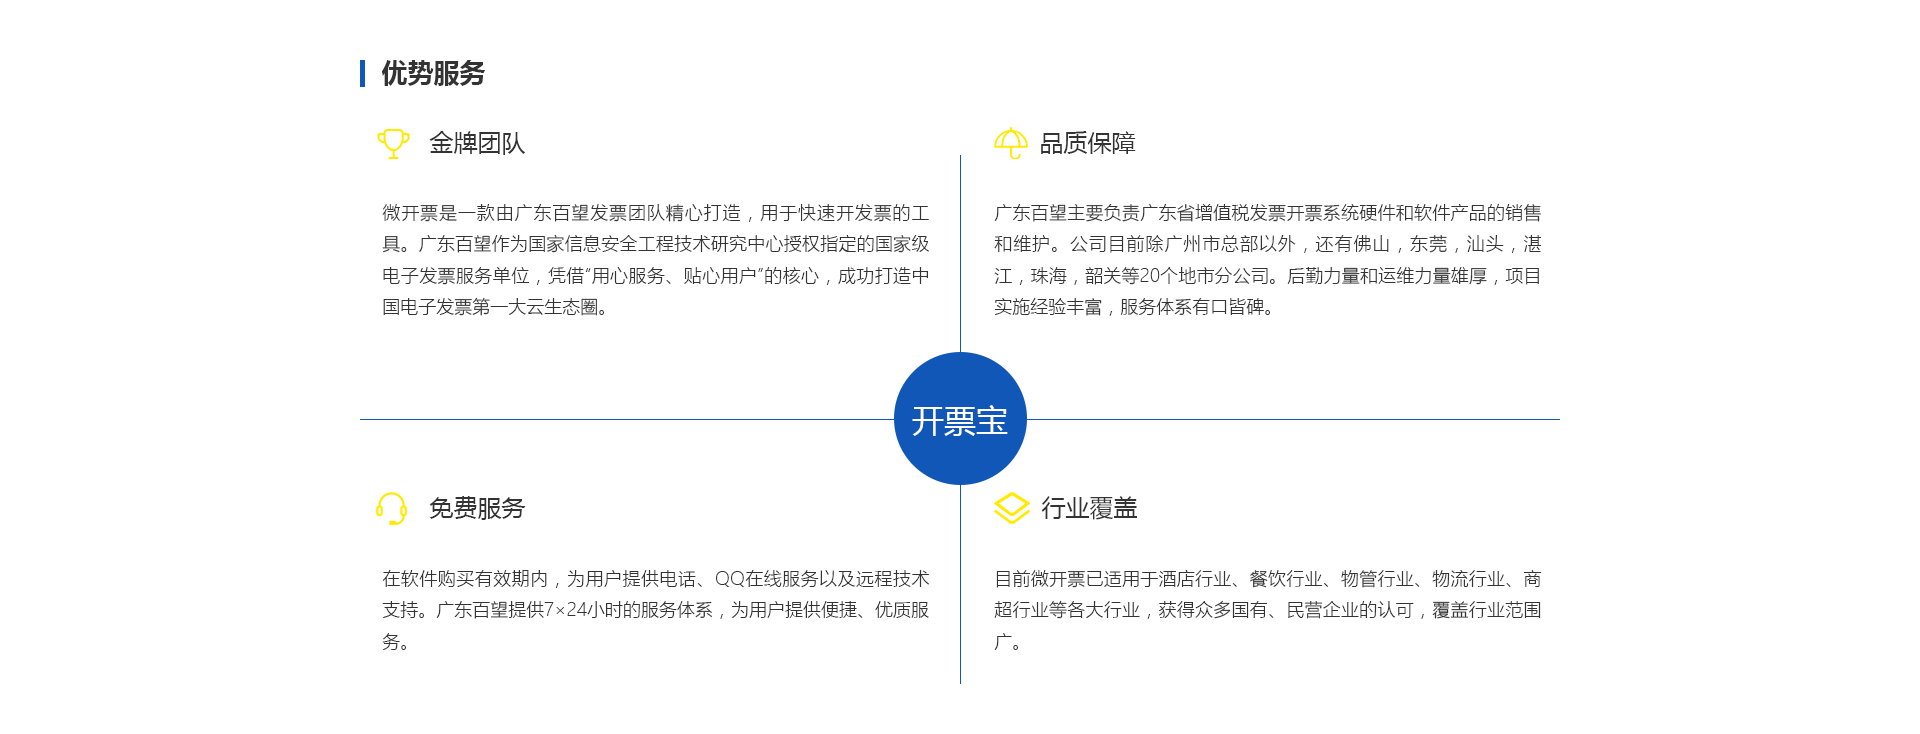 优势服务
金牌团队
微开票是一款由广东百望发票团队精心打造，用于快速开发票的工
具。广东百望作为国家信息安全工程技术研究中心授权指定的国家级
电子发票服务单位，凭借“用心服务、贴心用户”的核心，成功打造中
国电子发票第一大云生态圈。
品质保障
广东百望主要负责广东省增值税发票开票系统硬件和软件产品的销售
和维护。公司目前除广州市总部以外，还有佛山，东莞，汕头，湛
江，珠海，韶关等20个地市分公司。后勤力量和运维力量雄厚，项目
实施经验丰富，服务体系有口皆碑。
开票宝
免费服务
在软件购买有效期内，为用户提供电话、QQ在线服务以及远程技术
支持。广东百望提供7×24小时的服务体系，为用户提供便捷、优质服
务。
行业覆盖
目前微开票已适用于酒店行业、餐饮行业、物管行业、物流行业、商
超行业等各大行业，获得众多国有、民营企业的认可，覆盖行业范围
广。